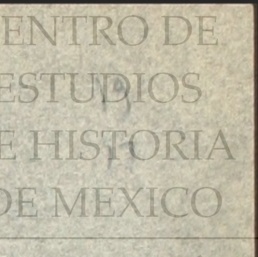 ENTRO DE
ESTUDIOS
E HISTORIA
DE MEXICO